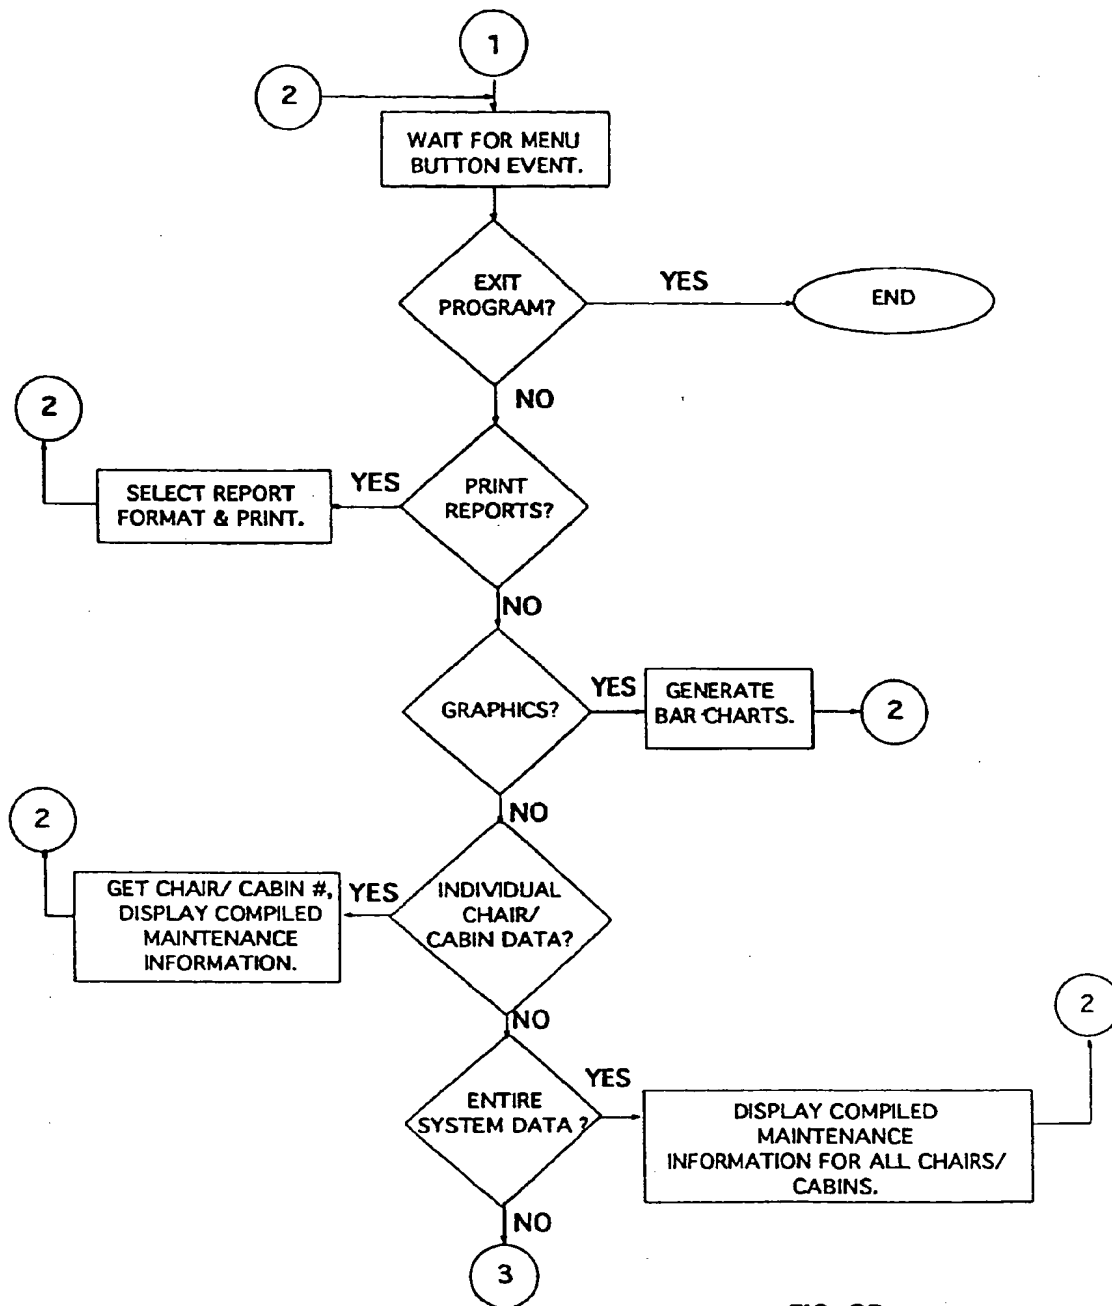 1
2
WAIT FOR MENU
BUTTON EVENT.
EXIT
PROGRAM?
YES
END
NO
2
PRINT
REPORTS?
YES
SELECT REPORT
FORMAT & PRINT.
NO
GRAPHICS?
YES
GENERATE
BAR CHARTS.
2
NO
2
INDIVIDUAL
CHAIR/
CABIN DATA?
YES
GET CHAIR/ CABIN #,
DISPLAY COMPILED
MAINTENANCE
INFORMATION.
NO
2
ENTIRE
SYSTEM DATA ?
YES
DISPLAY COMPILED
MAINTENANCE
INFORMATION FOR ALL CHAIRS/
CABINS.
NO
3